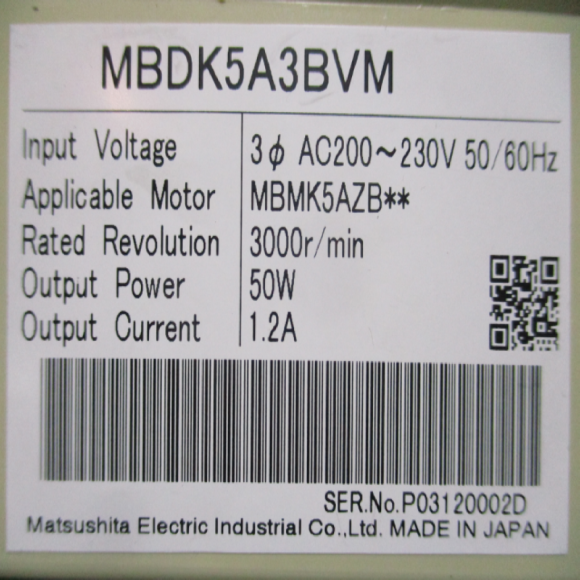 MBDK5A3BVM
Input Voltage 3φ AC200~230V 50/60Hz
Applicable Motor MBMK5AZB**
Rated Revolution 3000r/min
Output Power 50W
Output Current 1.2A
SER.No.P03120002D
Matsushita Electric Industrial Co.,Ltd. MADE IN JAPAN